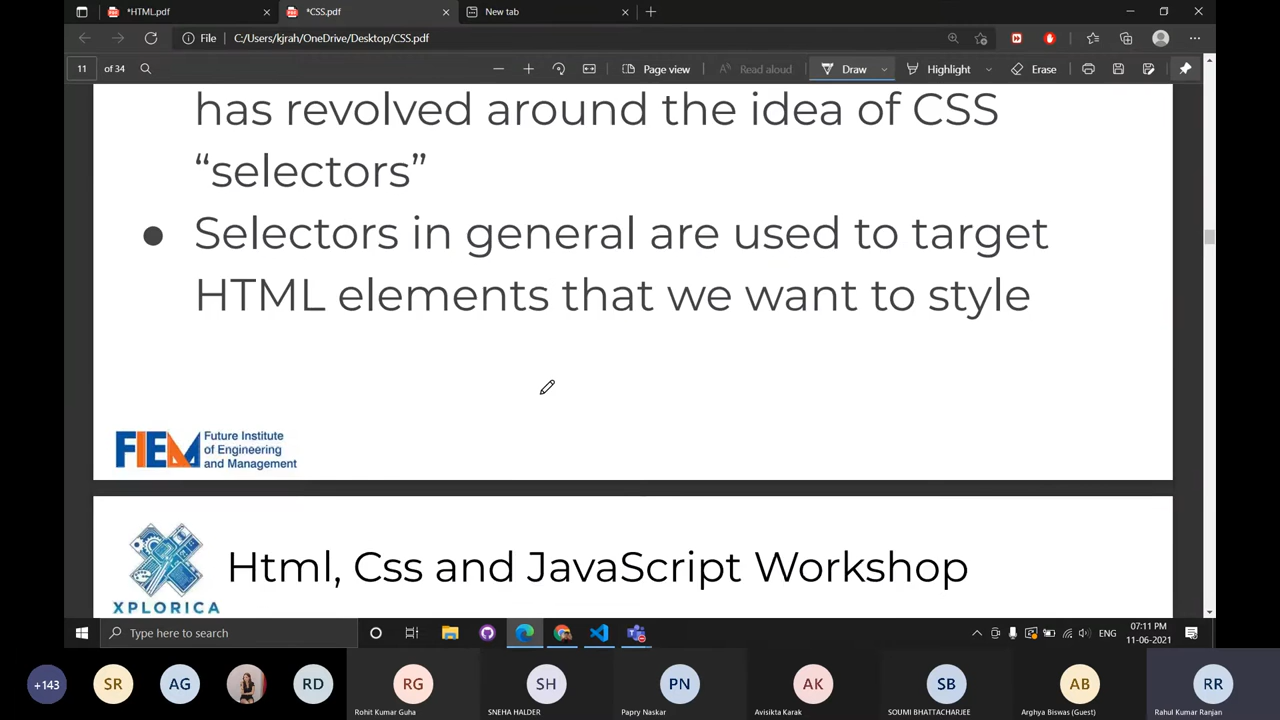 *HTML.pdf
*CSS.pdf
New tab
File
C:/Users/kjrah/OneDrive/Desktop/CSS.pdf
11
of 34
Page view
Read aloud
Draw
Highlight
Erase
has revolved around the idea of CSS
“selectors”
● Selectors in general are used to target
HTML elements that we want to style
FIEM
Future Institute
of Engineering
and Management
XPLORICA
Html, Css and JavaScript Workshop
Type here to search
ENG
07:11 PM
11-06-2021
+143
SR
AG
RD
RG
Rohit Kumar Guha
SH
SNEHA HALDER
PN
Papry Naskar
AK
Avisikta Karak
SB
SOUMI BHATTACHARJEE
AB
Arghya Biswas (Guest)
RR
Rahul Kumar Ranjan